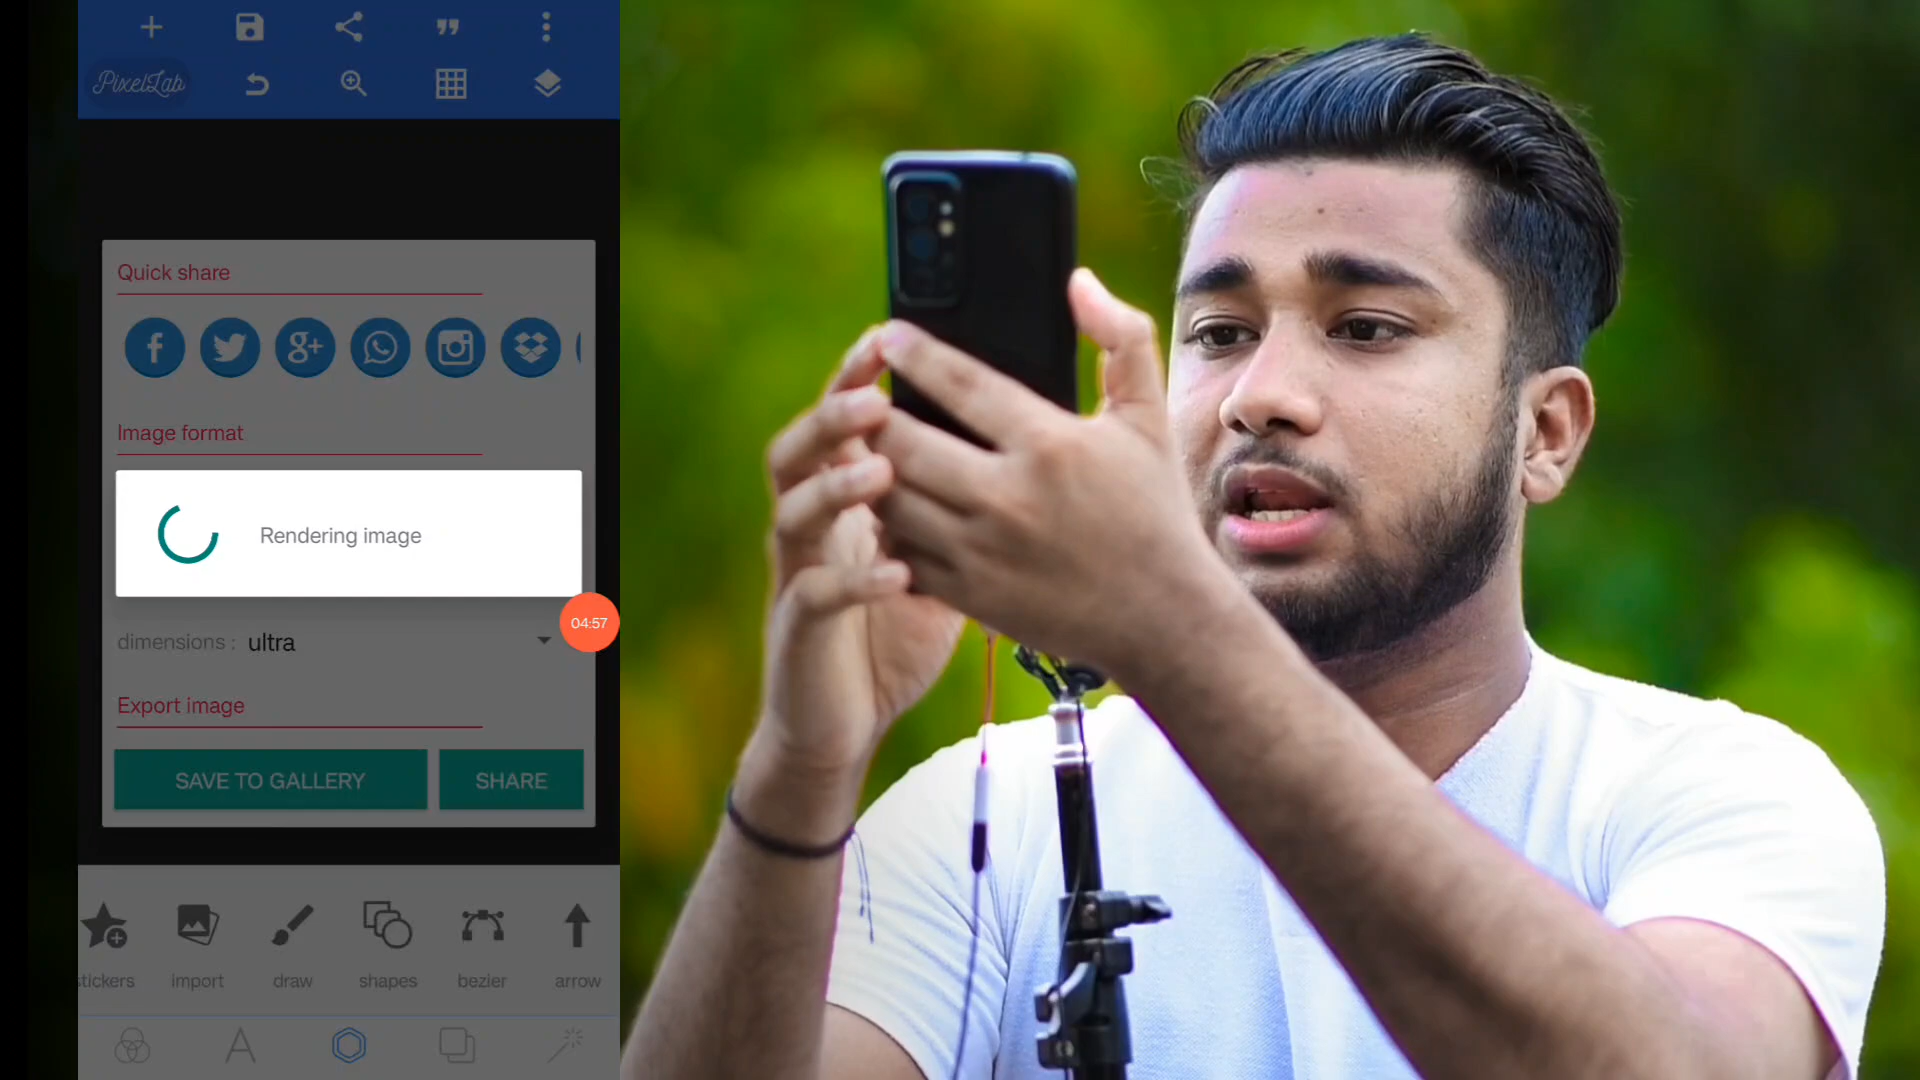 PixelLab
Quick share
Image format
Rendering image
04:57
dimensions : ultra
Export image
SAVE TO GALLERY
SHARE
tickers
import
draw
shapes
bezier
arrow